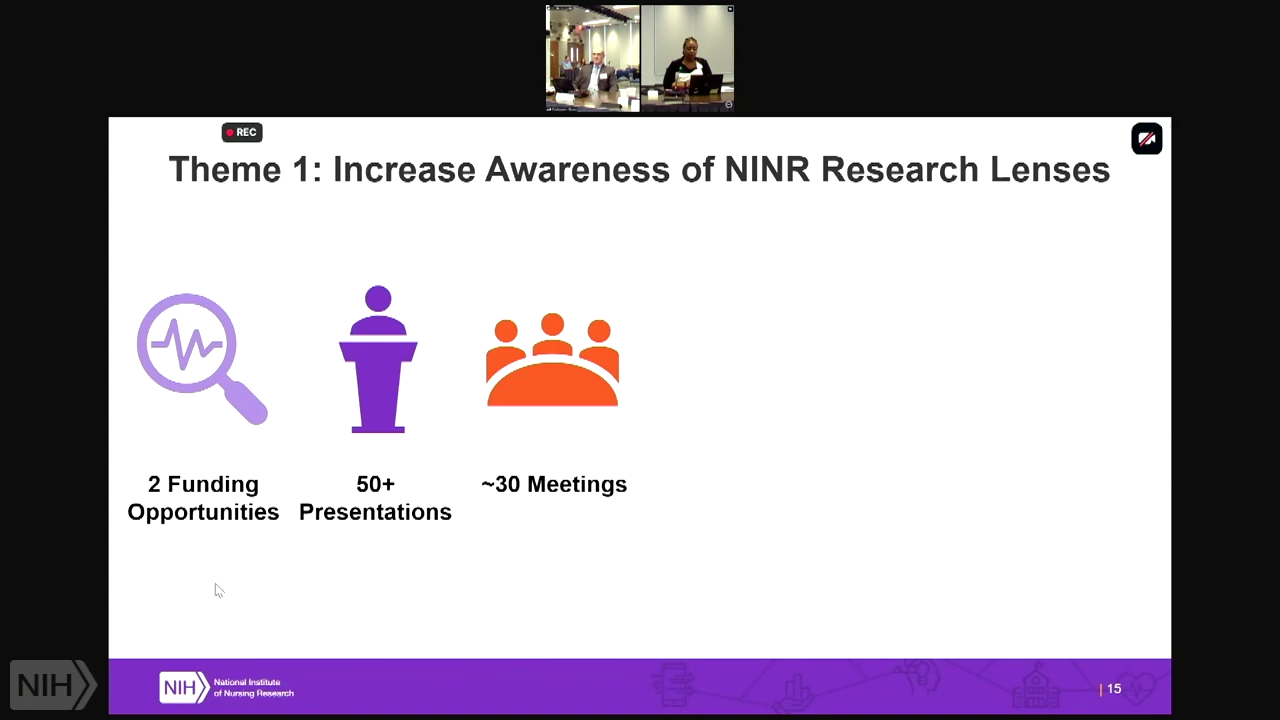 REC
Theme 1: Increase Awareness of NINR Research Lenses
2 Funding
Opportunities
50+
Presentations
~30 Meetings
NIH
National Institute
of Nursing Research
| 15
NIH